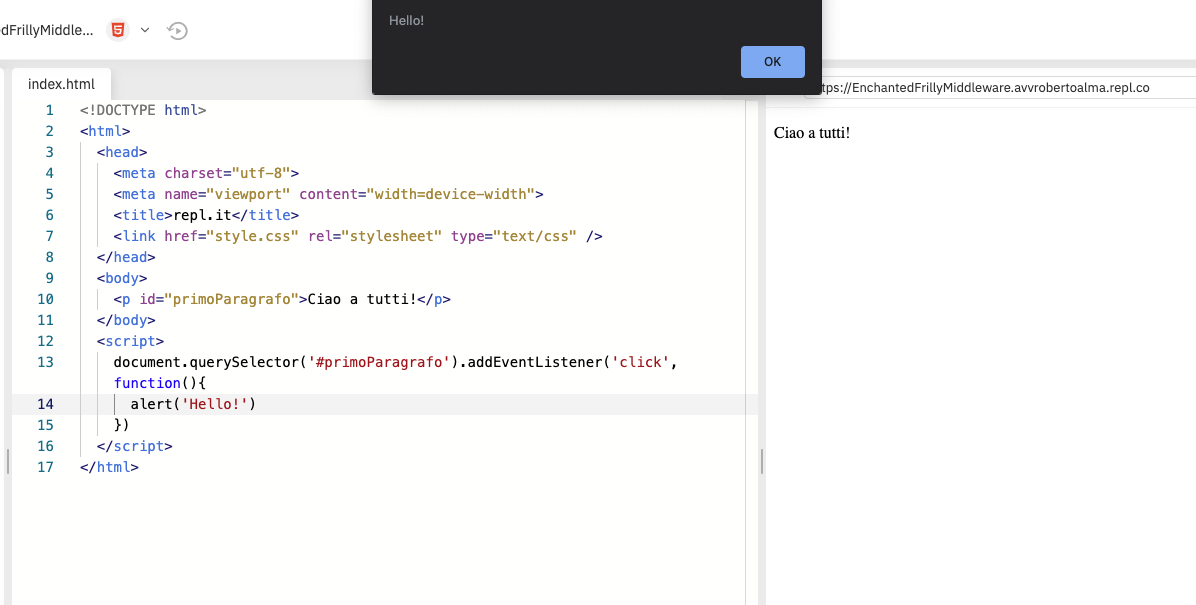 dFrillyMiddle...
Hello!
OK
index.html
tps://EnchantedFrillyMiddleware.avvrobertoalma.repl.co
1 <!DOCTYPE html>
2 <html>
3 <head>
4 <meta charset="utf-8">
5 <meta name="viewport" content="width=device-width">
6 <title>repl.it</title>
7 <link href="style.css" rel="stylesheet" type="text/css" />
8 </head>
9 <body>
10 <p id="primoParagrafo">Ciao a tutti!</p>
11 </body>
12 <script>
13 document.querySelector('#primoParagrafo').addEventListener('click',
function(){
14 alert('Hello!')
15 })
16 </script>
17 </html>
Ciao a tutti!